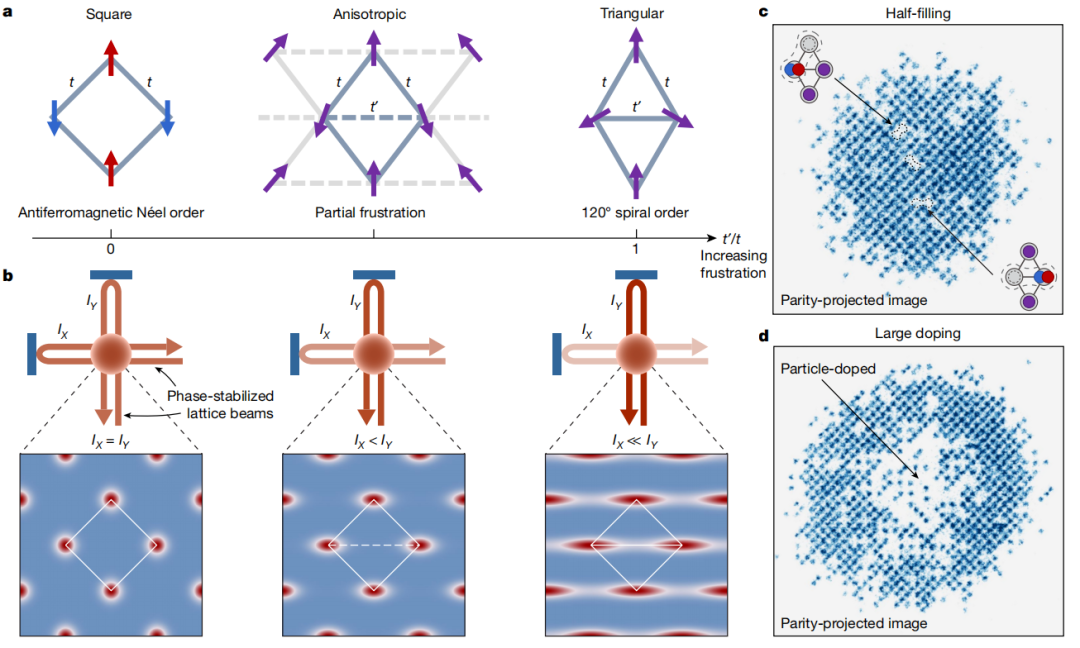 a
Square
Anisotropic
Triangular
t
t
t
t
t′
t
t
t′
Antiferromagnetic Néel order
Partial frustration
120° spiral order
0
1
t′/t
Increasing
frustration
b
I_Y
I_X
I_Y
I_X
I_Y
I_X
Phase-stabilized
lattice beams
I_X = I_Y
I_X < I_Y
I_X ≪ I_Y
c
Half-filling
Parity-projected image
d
Large doping
Particle-doped
Parity-projected image